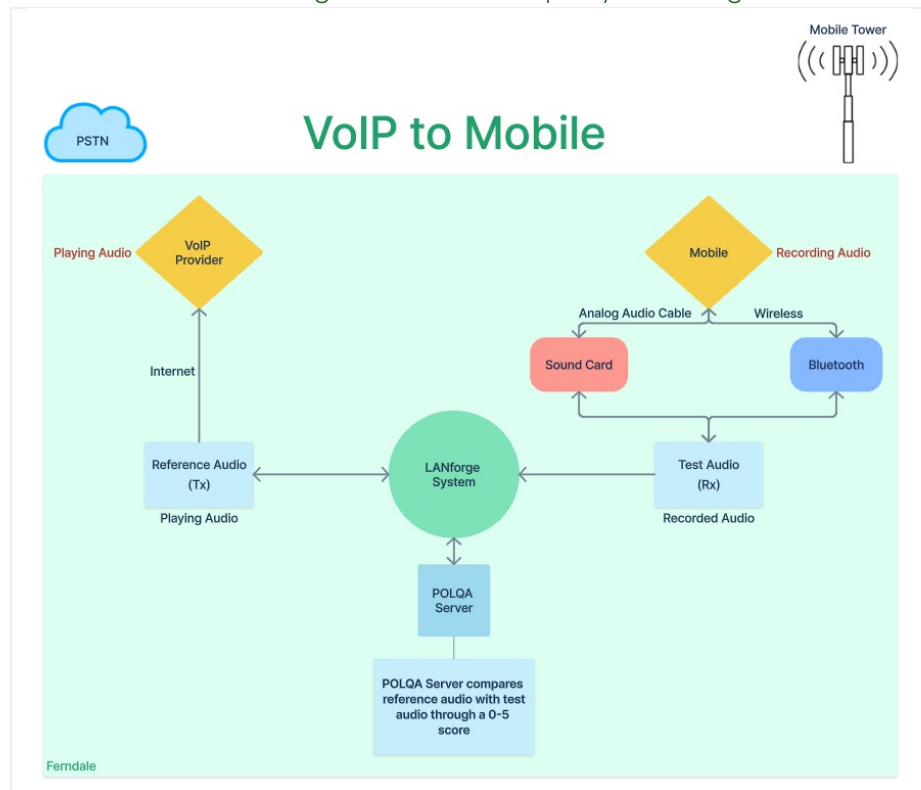 Mobile Tower
PSTN
VoIP to Mobile
Playing Audio
VoIP
Provider
Mobile
Recording Audio
Analog Audio Cable
Wireless
Internet
Sound Card
Bluetooth
Reference Audio
(Tx)
Playing Audio
LANforge
System
Test Audio
(Rx)
Recorded Audio
POLQA
Server
POLQA Server compares
reference audio with test
audio through a 0-5
score
Ferndale